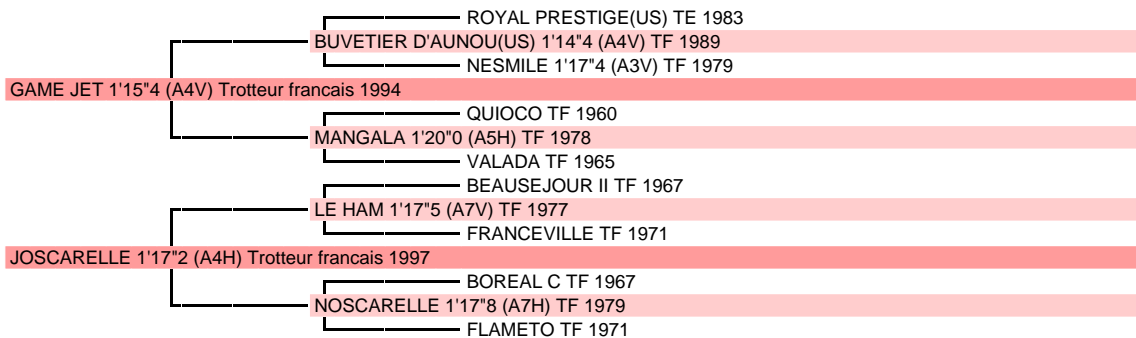 ROYAL PRESTIGE(US) TE 1983
BUVETIER D'AUNOU(US) 1'14"4 (A4V) TF 1989
NESMILE 1'17"4 (A3V) TF 1979
GAME JET 1'15"4 (A4V) Trotteur francais 1994
QUIOCO TF 1960
MANGALA 1'20"0 (A5H) TF 1978
VALADA TF 1965
BEAUSEJOUR II TF 1967
LE HAM 1'17"5 (A7V) TF 1977
FRANCEVILLE TF 1971
JOSCARELLE 1'17"2 (A4H) Trotteur francais 1997
BOREAL C TF 1967
NOSCARELLE 1'17"8 (A7H) TF 1979
FLAMETO TF 1971